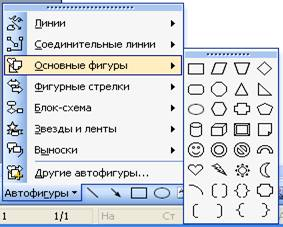 Линии
Соединительные линии
Основные фигуры
Фигурные стрелки
Блок-схема
Звезды и ленты
Выноски
Другие автофигуры...
Автофигуры
1 1/1 На Ст